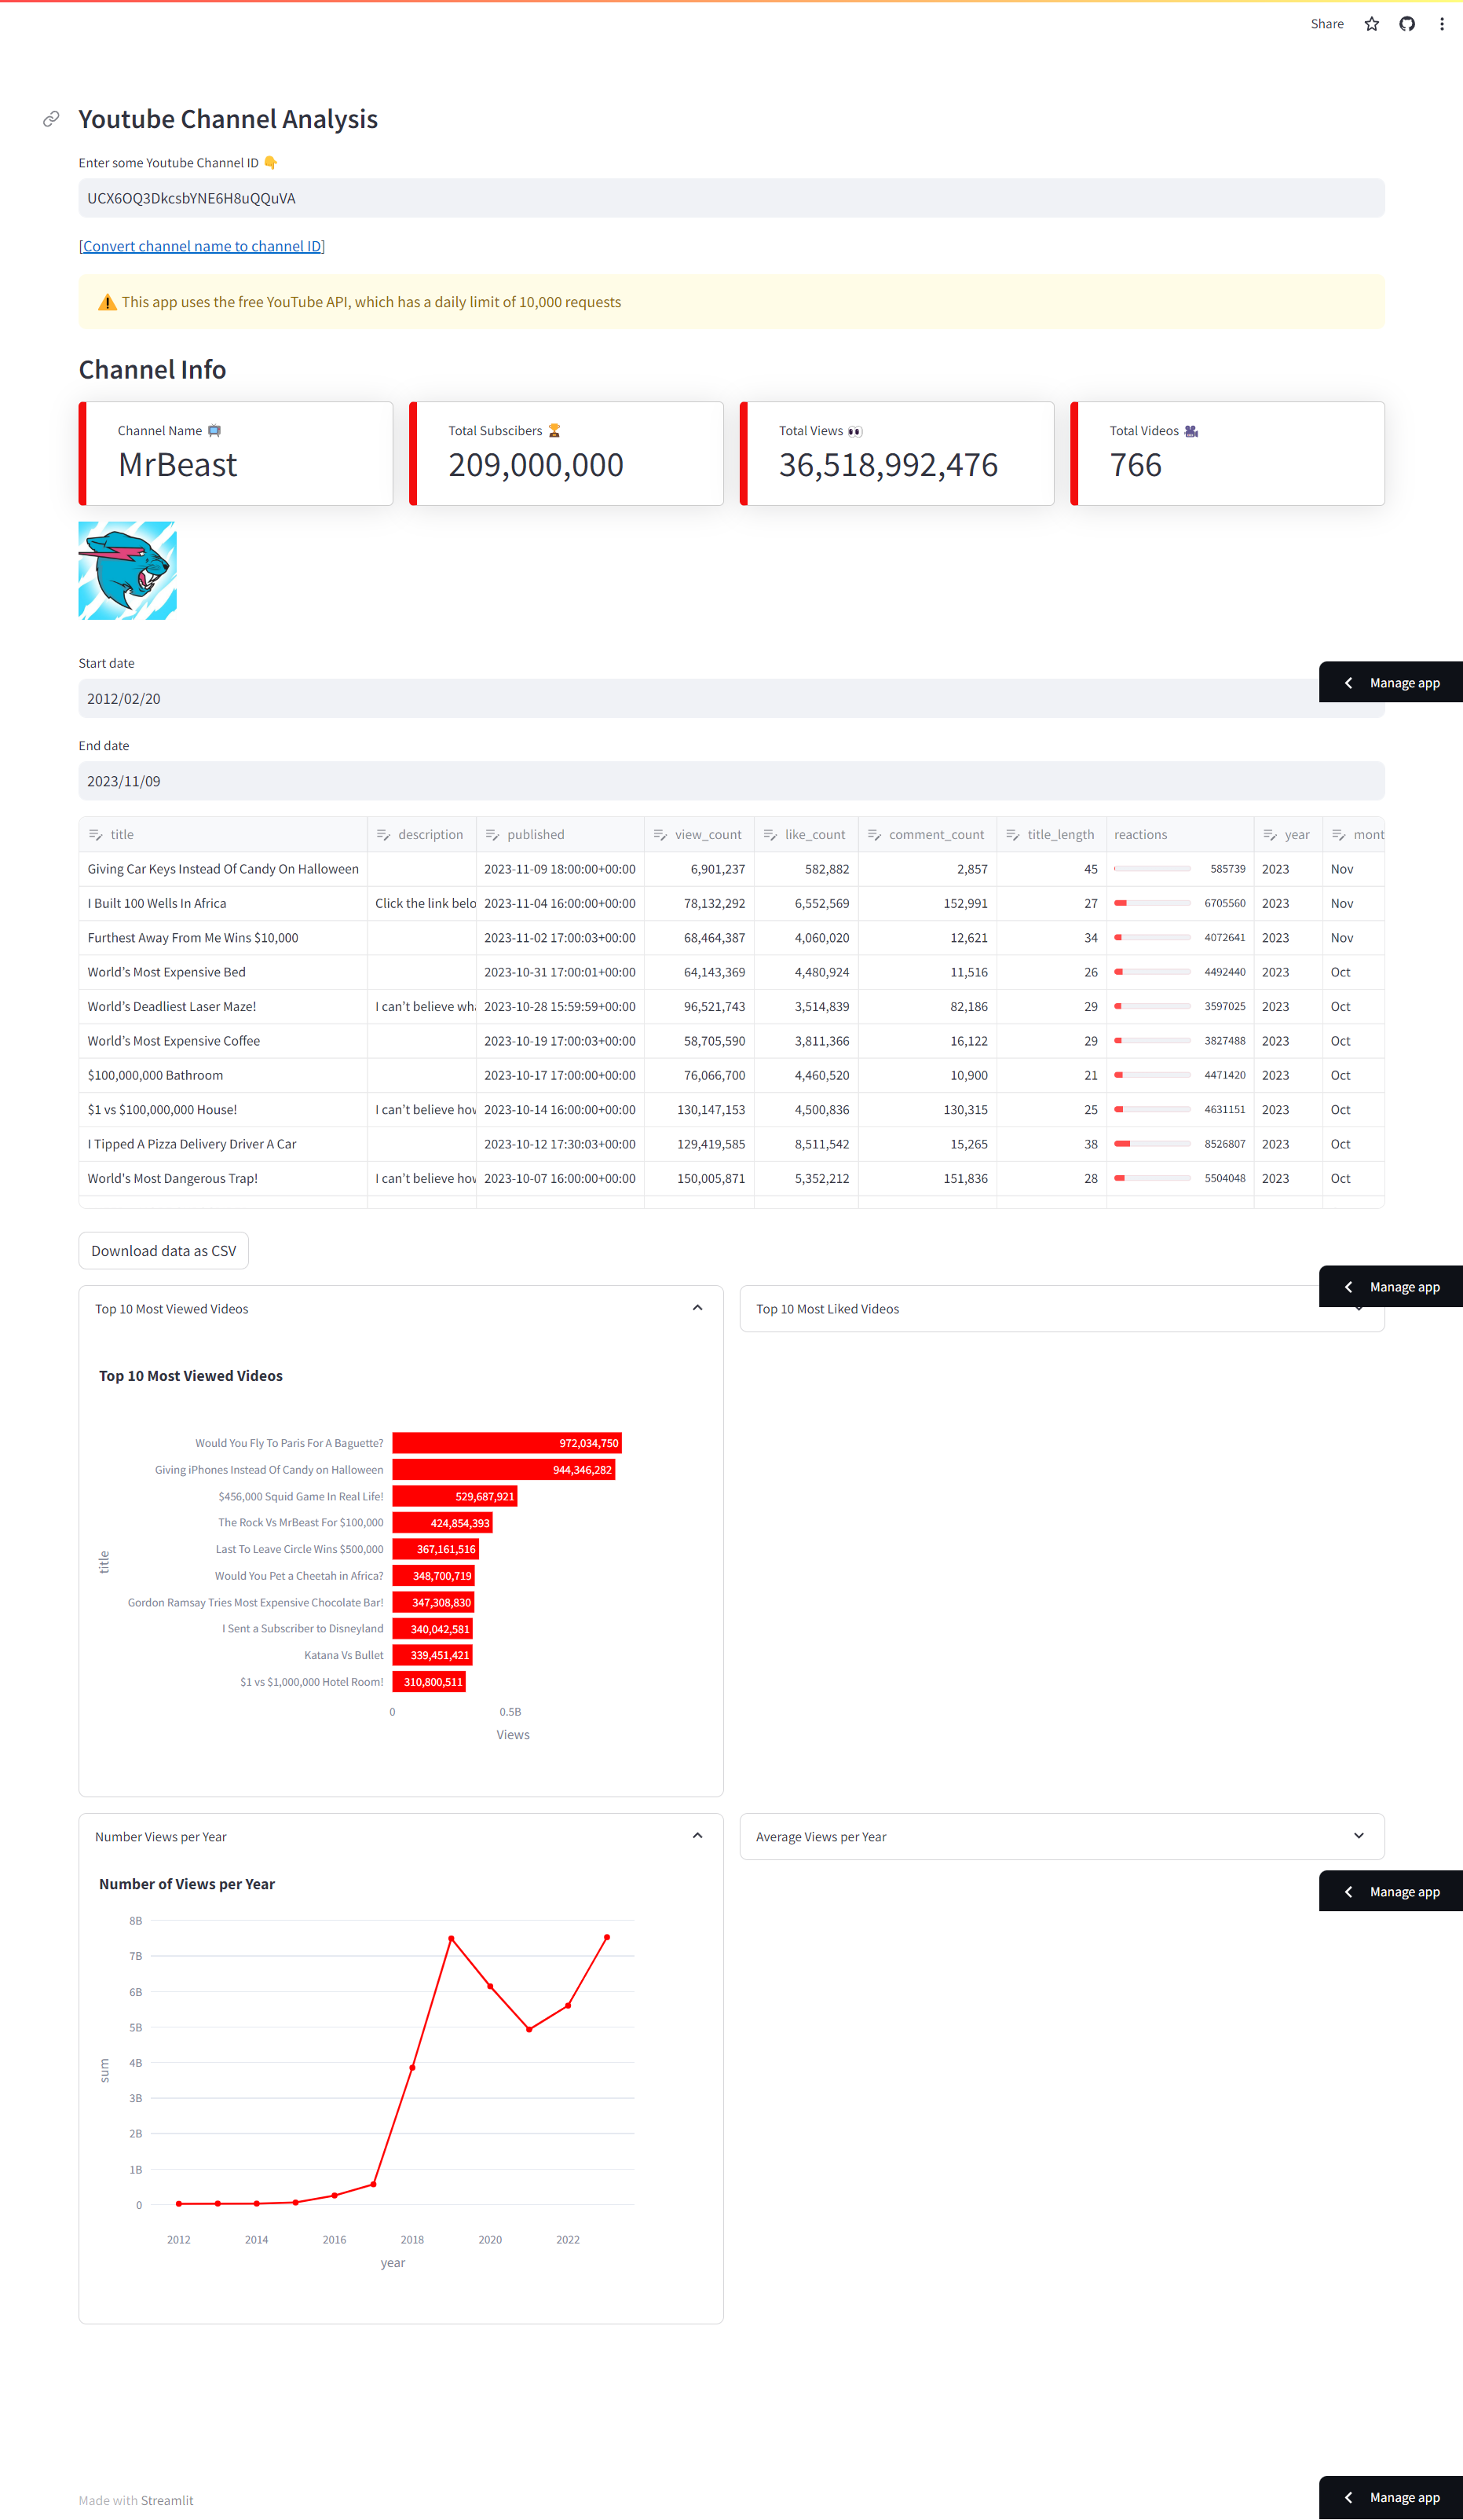 Share
Youtube Channel Analysis
Enter some Youtube Channel ID 👇
UCX6OQ3DkcsbYNE6H8uQQuVA
[Convert channel name to channel ID]
⚠️ This app uses the free YouTube API, which has a daily limit of 10,000 requests
Channel Info
Channel Name 📺 Total Subscibers 🏆 Total Views 👀 Total Videos 🎥
MrBeast 209,000,000 36,518,992,476 766
Start date
Manage app
2012/02/20
End date
2023/11/09
title description published view_count like_count comment_count title_length reactions year mont
Giving Car Keys Instead Of Candy On Halloween 2023-11-09 18:00:00+00:00 6,901,237 582,882 2,857 45 585739 2023 Nov
I Built 100 Wells In Africa Click the link belo 2023-11-04 16:00:00+00:00 78,132,292 6,552,569 152,991 27 6705560 2023 Nov
Furthest Away From Me Wins $10,000 2023-11-02 17:00:03+00:00 68,464,387 4,060,020 12,621 34 4072641 2023 Nov
World’s Most Expensive Bed 2023-10-31 17:00:01+00:00 64,143,369 4,480,924 11,516 26 4492440 2023 Oct
World’s Deadliest Laser Maze! I can’t believe wh 2023-10-28 15:59:59+00:00 96,521,743 3,514,839 82,186 29 3597025 2023 Oct
World’s Most Expensive Coffee 2023-10-19 17:00:03+00:00 58,705,590 3,811,366 16,122 29 3827488 2023 Oct
$100,000,000 Bathroom 2023-10-17 17:00:00+00:00 76,066,700 4,460,520 10,900 21 4471420 2023 Oct
$1 vs $100,000,000 House! I can't believe how 2023-10-14 16:00:00+00:00 130,147,153 4,500,836 130,315 25 4631151 2023 Oct
I Tipped A Pizza Delivery Driver A Car 2023-10-12 17:30:03+00:00 129,419,585 8,511,542 15,265 38 8526807 2023 Oct
World's Most Dangerous Trap! I can’t believe how 2023-10-07 16:00:00+00:00 150,005,871 5,352,212 151,836 28 5504048 2023 Oct
Download data as CSV
Manage app
Top 10 Most Viewed Videos
Top 10 Most Liked Videos
Top 10 Most Viewed Videos
Would You Fly To Paris For A Baguette? 972,034,750
Giving iPhones Instead Of Candy on Halloween 944,346,282
$456,000 Squid Game In Real Life! 529,687,921
The Rock Vs MrBeast For $100,000 424,854,393
Last To Leave Circle Wins $500,000 367,161,516
title
Would You Pet a Cheetah in Africa? 348,700,719
Gordon Ramsay Tries Most Expensive Chocolate Bar! 347,308,830
I Sent a Subscriber to Disneyland 340,042,581
Katana Vs Bullet 339,451,421
$1 vs $1,000,000 Hotel Room! 310,800,511
0 0.5B
Views
Number Views per Year
Average Views per Year
Number of Views per Year
Manage app
8B
7B
6B
5B
4B
sum
3B
2B
1B
0
2012 2014 2016 2018 2020 2022
year
Made with Streamlit
Manage app